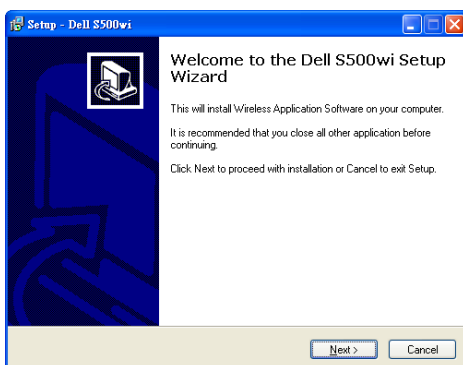 Setup - Dell S500wi
Welcome to the Dell S500wi Setup
Wizard
This will install Wireless Application Software on your computer.
It is recommended that you close all other application before
continuing.
Click Next to proceed with installation or Cancel to exit Setup.
Next >
Cancel